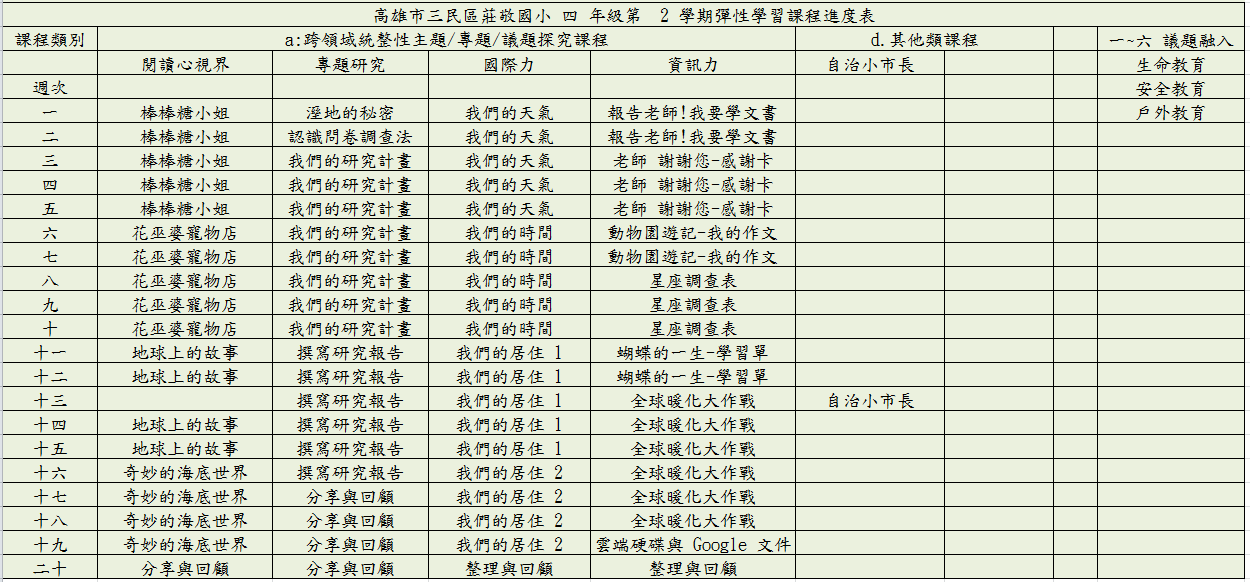 高雄市三民區莊敬國小 四 年級第 2 學期彈性學習課程進度表
課程類別 a:跨領域統整性主題/專題/議題探究課程 d.其他類課程 一~六 議題融入
閱讀心視界 專題研究 國際力 資訊力 自治小市長 生命教育
週次 安全教育
一 棒棒糖小姐 溼地的秘密 我們的天氣 報告老師!我要學文書 戶外教育
二 棒棒糖小姐 認識問卷調查法 我們的天氣 報告老師!我要學文書
三 棒棒糖小姐 我們的研究計畫 我們的天氣 老師 謝謝您-感謝卡
四 棒棒糖小姐 我們的研究計畫 我們的天氣 老師 謝謝您-感謝卡
五 棒棒糖小姐 我們的研究計畫 我們的天氣 老師 謝謝您-感謝卡
六 花巫婆寵物店 我們的研究計畫 我們的時間 動物園遊記-我的作文
七 花巫婆寵物店 我們的研究計畫 我們的時間 動物園遊記-我的作文
八 花巫婆寵物店 我們的研究計畫 我們的時間 星座調查表
九 花巫婆寵物店 我們的研究計畫 我們的時間 星座調查表
十 花巫婆寵物店 我們的研究計畫 我們的時間 星座調查表
十一 地球上的故事 撰寫研究報告 我們的居住 1 蝴蝶的一生-學習單
十二 地球上的故事 撰寫研究報告 我們的居住 1 蝴蝶的一生-學習單
十三 撰寫研究報告 我們的居住 1 全球暖化大作戰 自治小市長
十四 地球上的故事 撰寫研究報告 我們的居住 1 全球暖化大作戰
十五 地球上的故事 撰寫研究報告 我們的居住 1 全球暖化大作戰
十六 奇妙的海底世界 撰寫研究報告 我們的居住 2 全球暖化大作戰
十七 奇妙的海底世界 分享與回顧 我們的居住 2 全球暖化大作戰
十八 奇妙的海底世界 分享與回顧 我們的居住 2 全球暖化大作戰
十九 奇妙的海底世界 分享與回顧 我們的居住 2 雲端硬碟與 Google 文件
二十 分享與回顧 分享與回顧 整理與回顧 整理與回顧